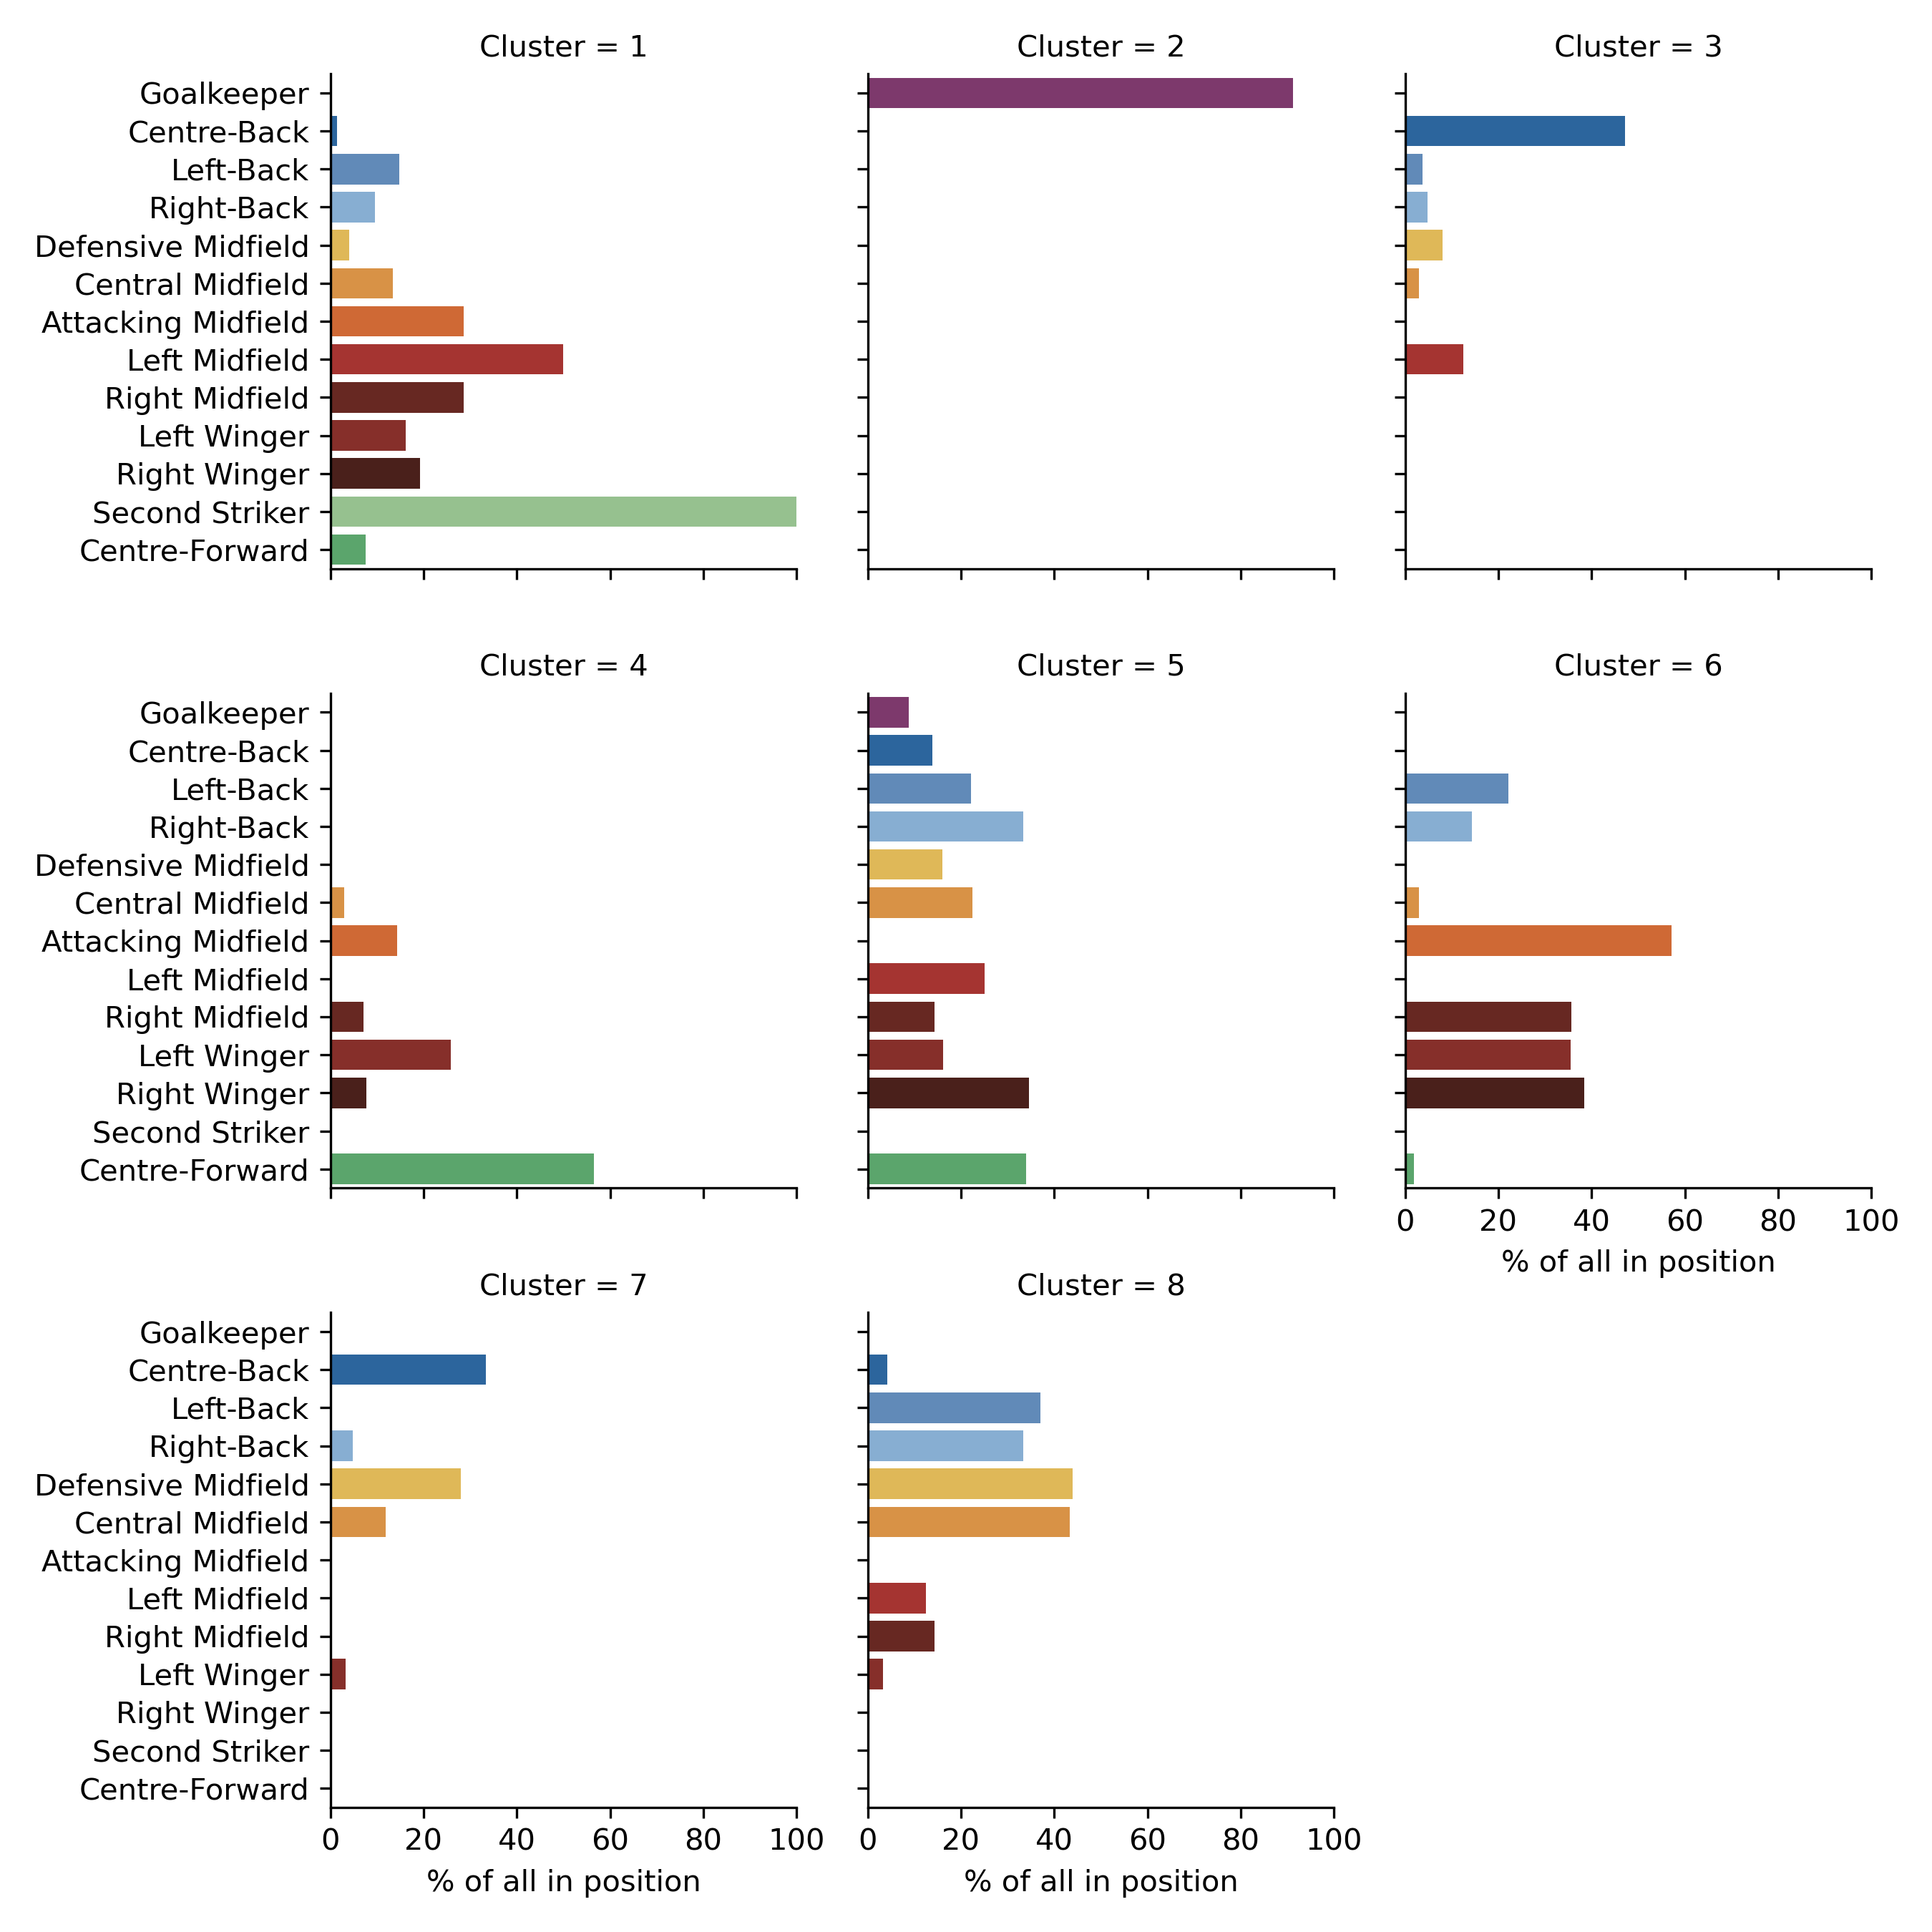 Cluster = 1
Cluster = 2
Cluster = 3
Goalkeeper
Centre-Back
Left-Back
Right-Back
Defensive Midfield
Central Midfield
Attacking Midfield
Left Midfield
Right Midfield
Left Winger
Right Winger
Second Striker
Centre-Forward
Cluster = 4
Cluster = 5
Cluster = 6
Goalkeeper
Centre-Back
Left-Back
Right-Back
Defensive Midfield
Central Midfield
Attacking Midfield
Left Midfield
Right Midfield
Left Winger
Right Winger
Second Striker
Centre-Forward
0 20 40 60 80 100
% of all in position
Cluster = 7
Cluster = 8
Goalkeeper
Centre-Back
Left-Back
Right-Back
Defensive Midfield
Central Midfield
Attacking Midfield
Left Midfield
Right Midfield
Left Winger
Right Winger
Second Striker
Centre-Forward
0 20 40 60 80 100
0 20 40 60 80 100
% of all in position
% of all in position